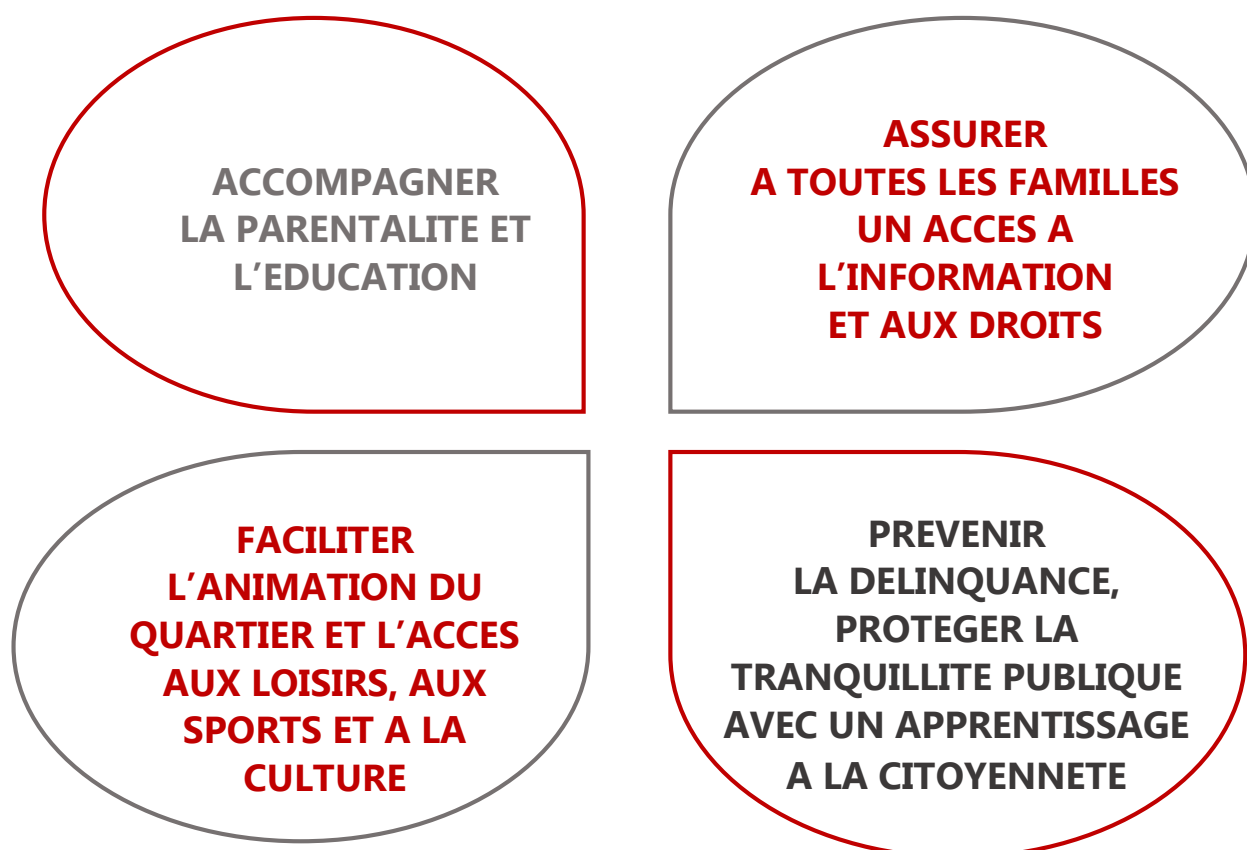 ACCOMPAGNER
LA PARENTALITE ET
L’EDUCATION
ASSURER
A TOUTES LES FAMILLES
UN ACCES A
L’INFORMATION
ET AUX DROITS
FACILITER
L’ANIMATION DU
QUARTIER ET L’ACCES
AUX LOISIRS, AUX
SPORTS ET A LA
CULTURE
PREVENIR
LA DELINQUANCE,
PROTEGER LA
TRANQUILLITE PUBLIQUE
AVEC UN APPRENTISSAGE
A LA CITOYENNETE